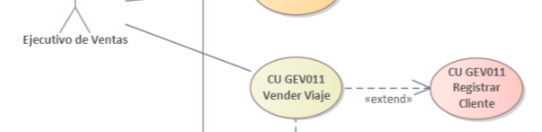 Ejecutivo de Ventas
CU GEV011
Vender Viaje
«extend»
CU GEV011
Registrar
Cliente